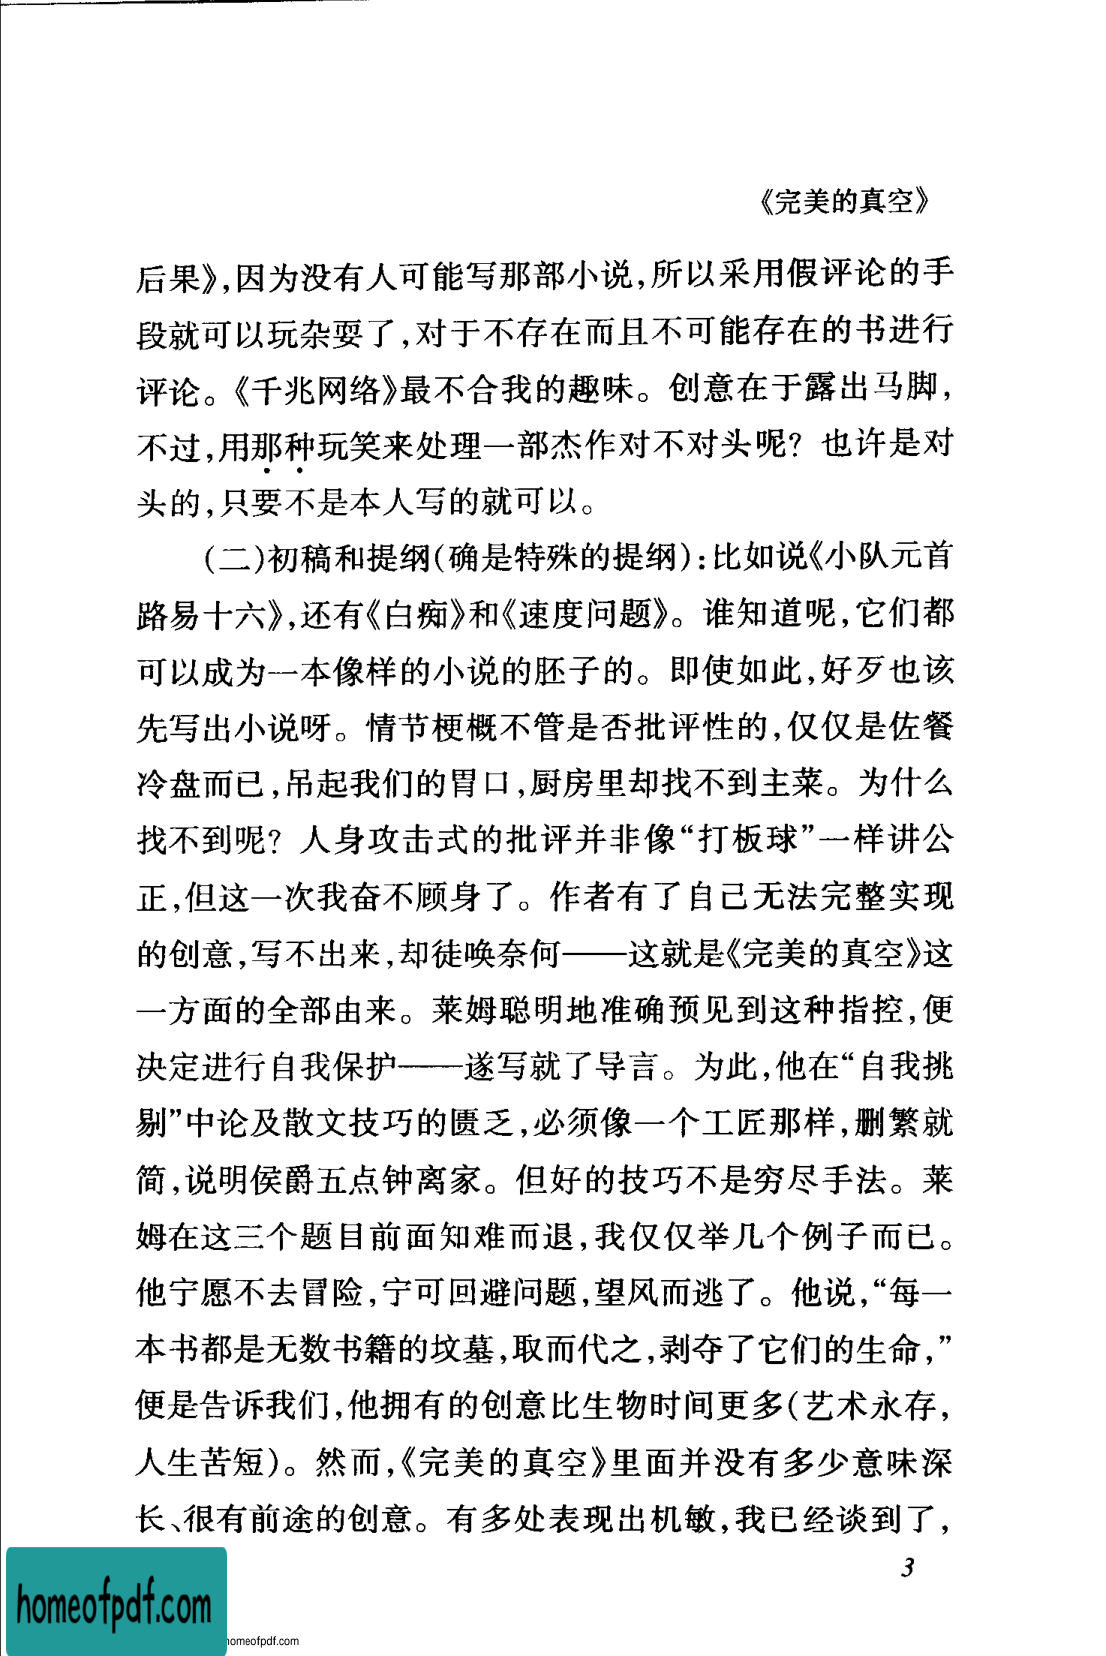 《完美的真空》
后果》,因为没有人可能写那部小说,所以采用假评论的手
段就可以玩杂耍了,对于不存在而且不可能存在的书进行
评论。《千兆网络》最不合我的趣味。创意在于露出马脚,
不过,用那种玩笑来处理一部杰作对不对头呢?也许是对
头的,只要不是本人写的就可以。
(二)初稿和提纲(确是特殊的提纲):比如说《小队元首
路易十六》,还有《白痴》和《速度问题》。谁知道呢,它们都
可以成为一本像样的小说的胚子的。即使如此,好歹也该
先写出小说呀。情节梗概不管是否批评性的,仅仅是佐餐
冷盘而已,吊起我们的胃口,厨房里却找不到主菜。为什么
找不到呢?人身攻击式的批评并非像“打板球”一样讲公
正,但这一次我奋不顾身了。作者有了自己无法完整实现
的创意,写不出来,却徒唤奈何——这就是《完美的真空》这
一方面的全部由来。莱姆聪明地准确预见到这种指控,便
决定进行自我保护——遂写就了导言。为此,他在“自我挑
剔”中论及散文技巧的匮乏,必须像一个工匠那样,删繁就
简,说明侯爵五点钟离家。但好的技巧不是穷尽手法。莱
姆在这三个题目前面知难而退,我仅仅举几个例子而已。
他宁愿不去冒险,宁可回避问题,望风而逃了。他说,“每一
本书都是无数书籍的坟墓,取而代之,剥夺了它们的生命,”
便是告诉我们,他拥有的创意比生物时间更多(艺术永存,
人生苦短)。然而,《完美的真空》里面并没有多少意味深
长、很有前途的创意。有多处表现出机敏,我已经谈到了,
3
homeofpdf.com
homeofpdf.com